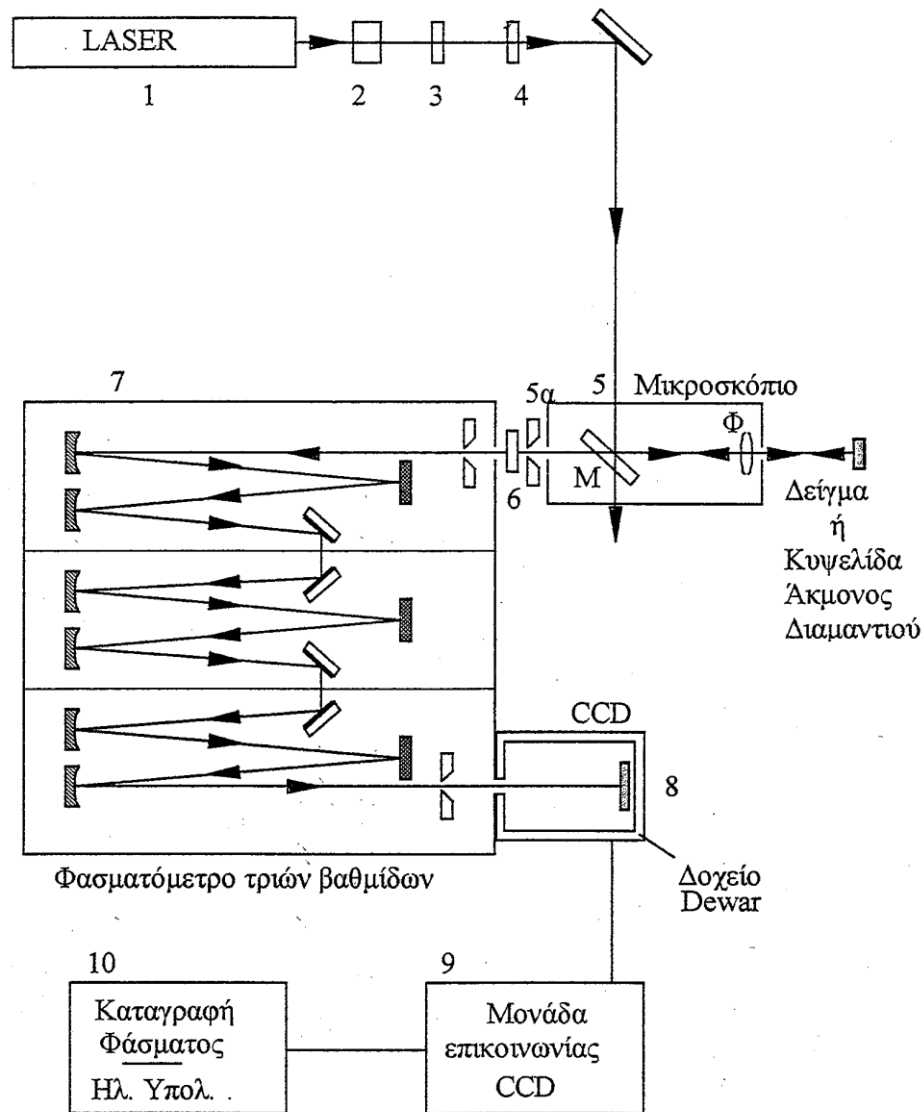 LASER
1
2
3
4
7
5α
5
Μικροσκόπιο
Φ
Μ
6
Δείγμα
ή
Κυψελίδα
Άκμονος
Διαμαντιού
CCD
8
Φασματόμετρο τριών βαθμίδων
Δοχείο
Dewar
10
9
Καταγραφή
Φάσματος
Ηλ. Υπολ.
Μονάδα
επικοινωνίας
CCD